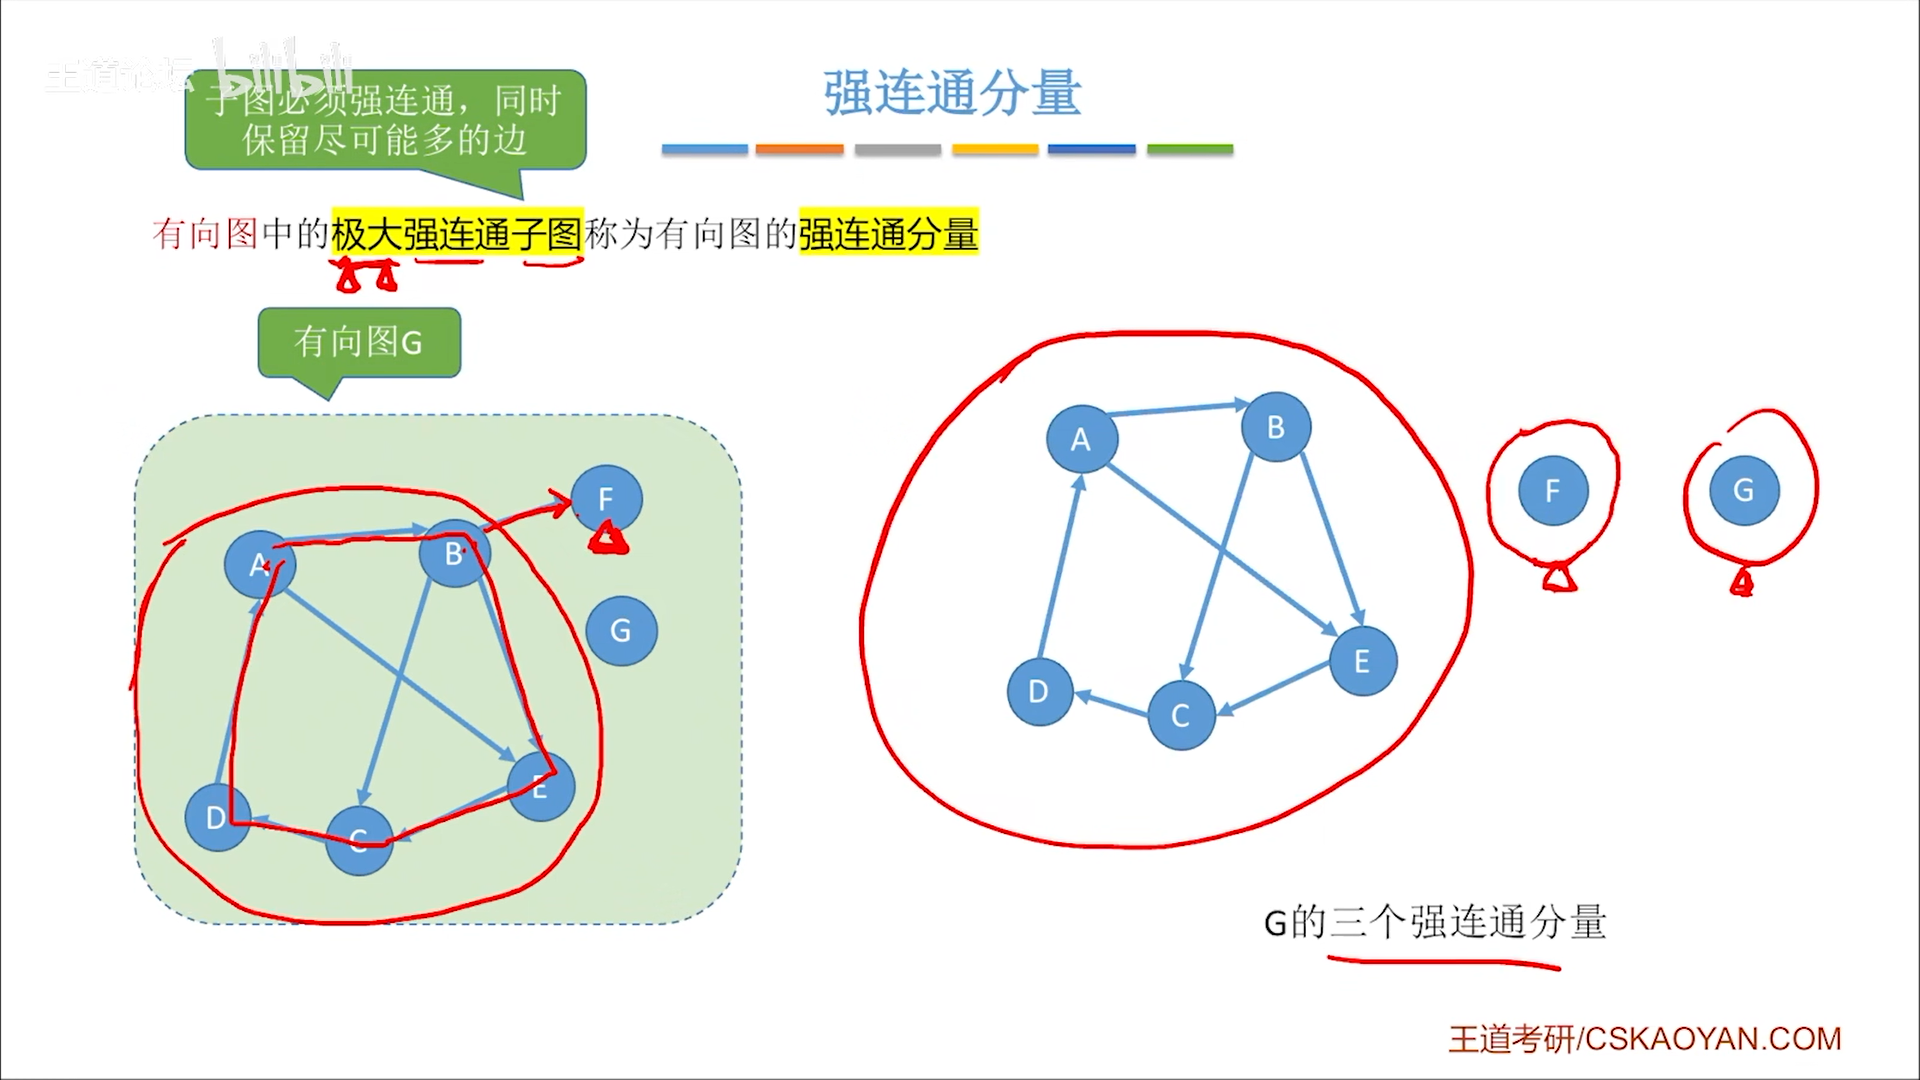 王道论坛 bilibili
强连通分量
子图必须强连通，同时
保留尽可能多的边
有向图中的极大强连通子图称为有向图的强连通分量
有向图G
A
B
F
G
D
C
E
A
B
F
G
D
C
E
G的三个强连通分量
王道考研/CSKAOYAN.COM